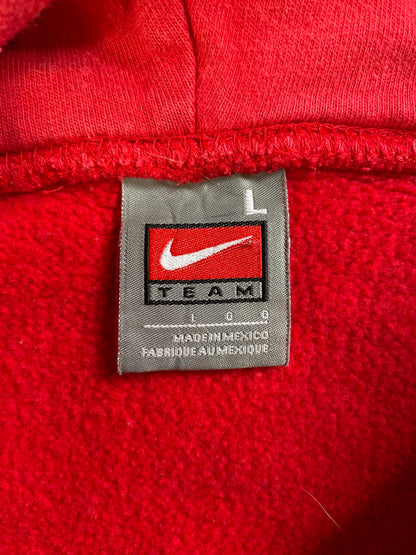 L
TEAM
L G G
MADE IN MEXICO
FABRIQUE AU MEXIQUE